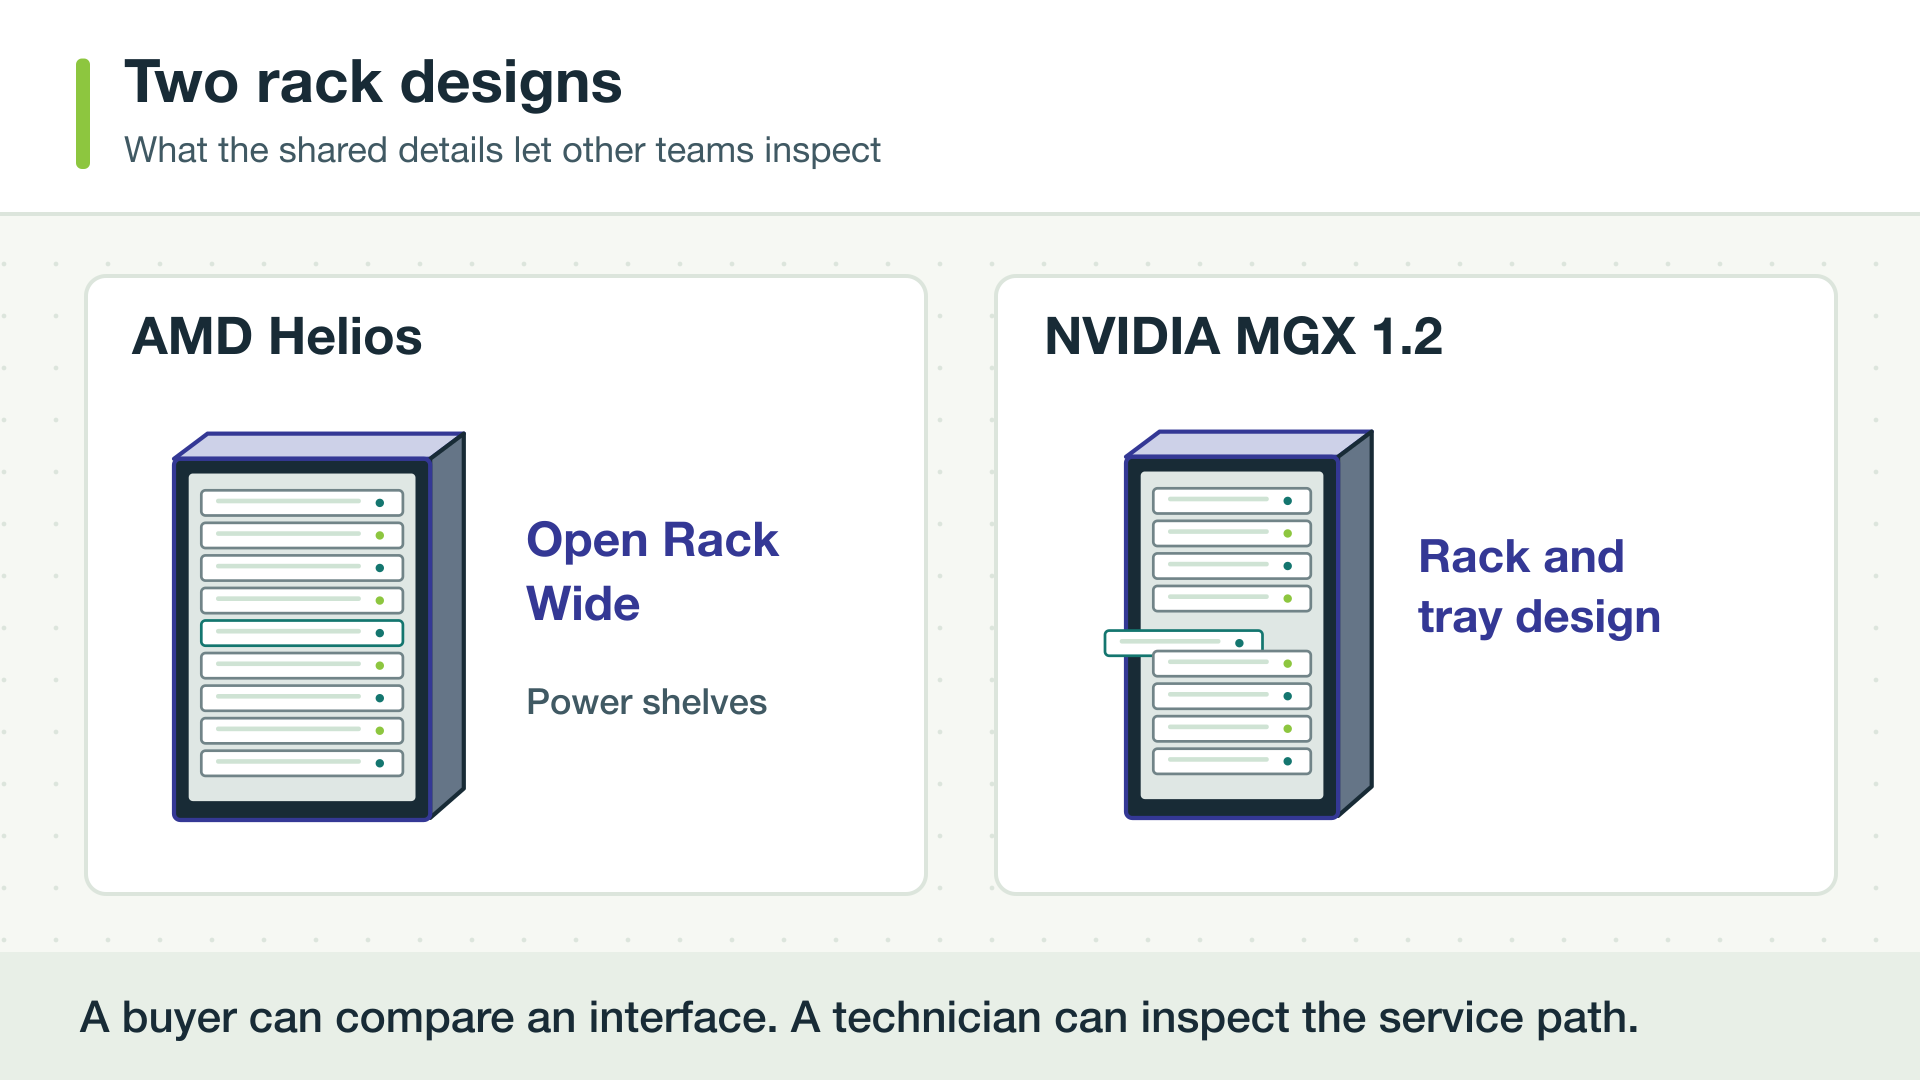 Two rack designs
What the shared details let other teams inspect
AMD Helios
Open Rack
Wide
Power shelves
NVIDIA MGX 1.2
Rack and
tray design
A buyer can compare an interface. A technician can inspect the service path.